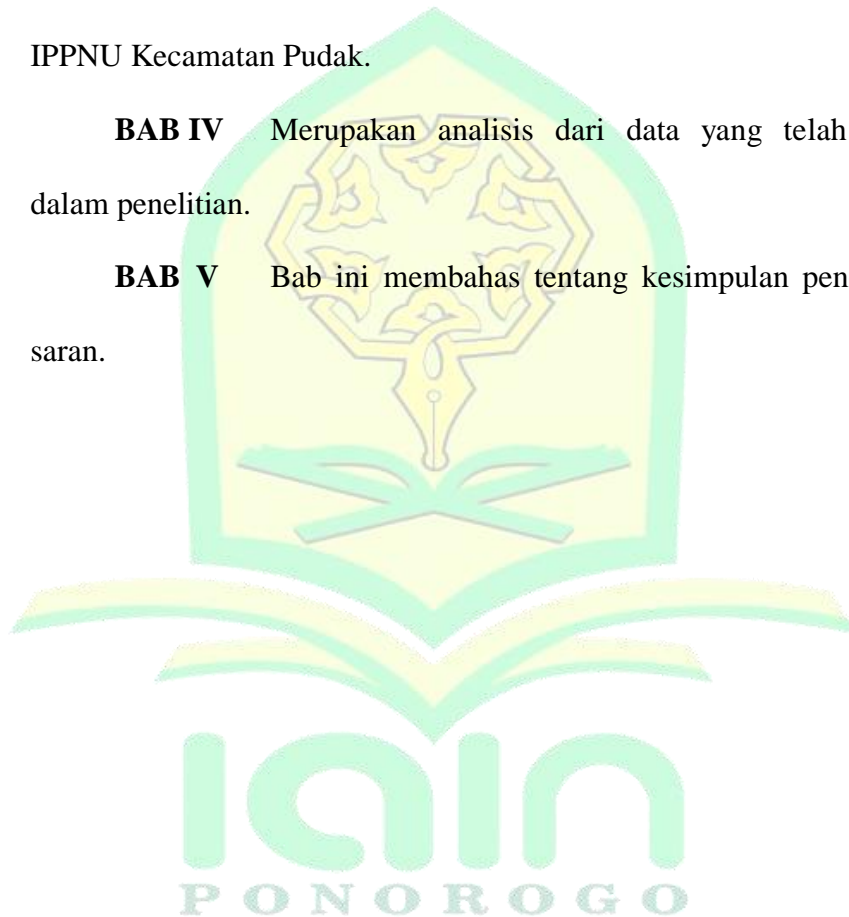 IPPNU Kecamatan Pudak.
BAB IV Merupakan analisis dari data yang telah
dalam penelitian.
BAB V Bab ini membahas tentang kesimpulan pen
saran.
iain
PONOROGO